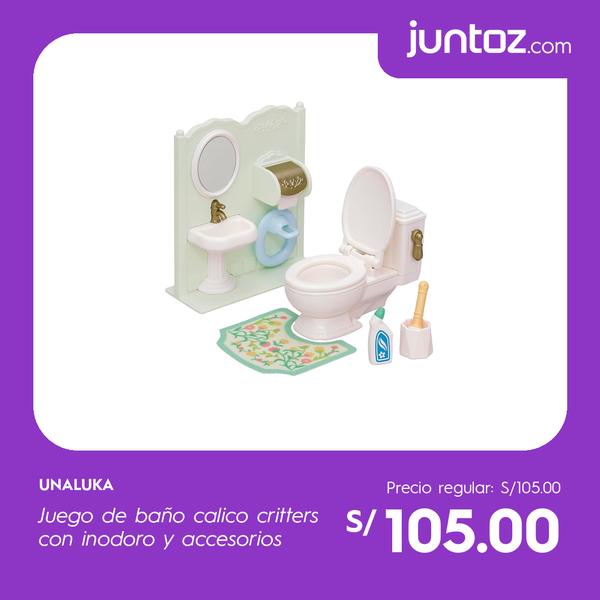 juntoz.com
UNALUKA
Juego de baño calico critters
con inodoro y accesorios
Precio regular: S/105.00
S/105.00